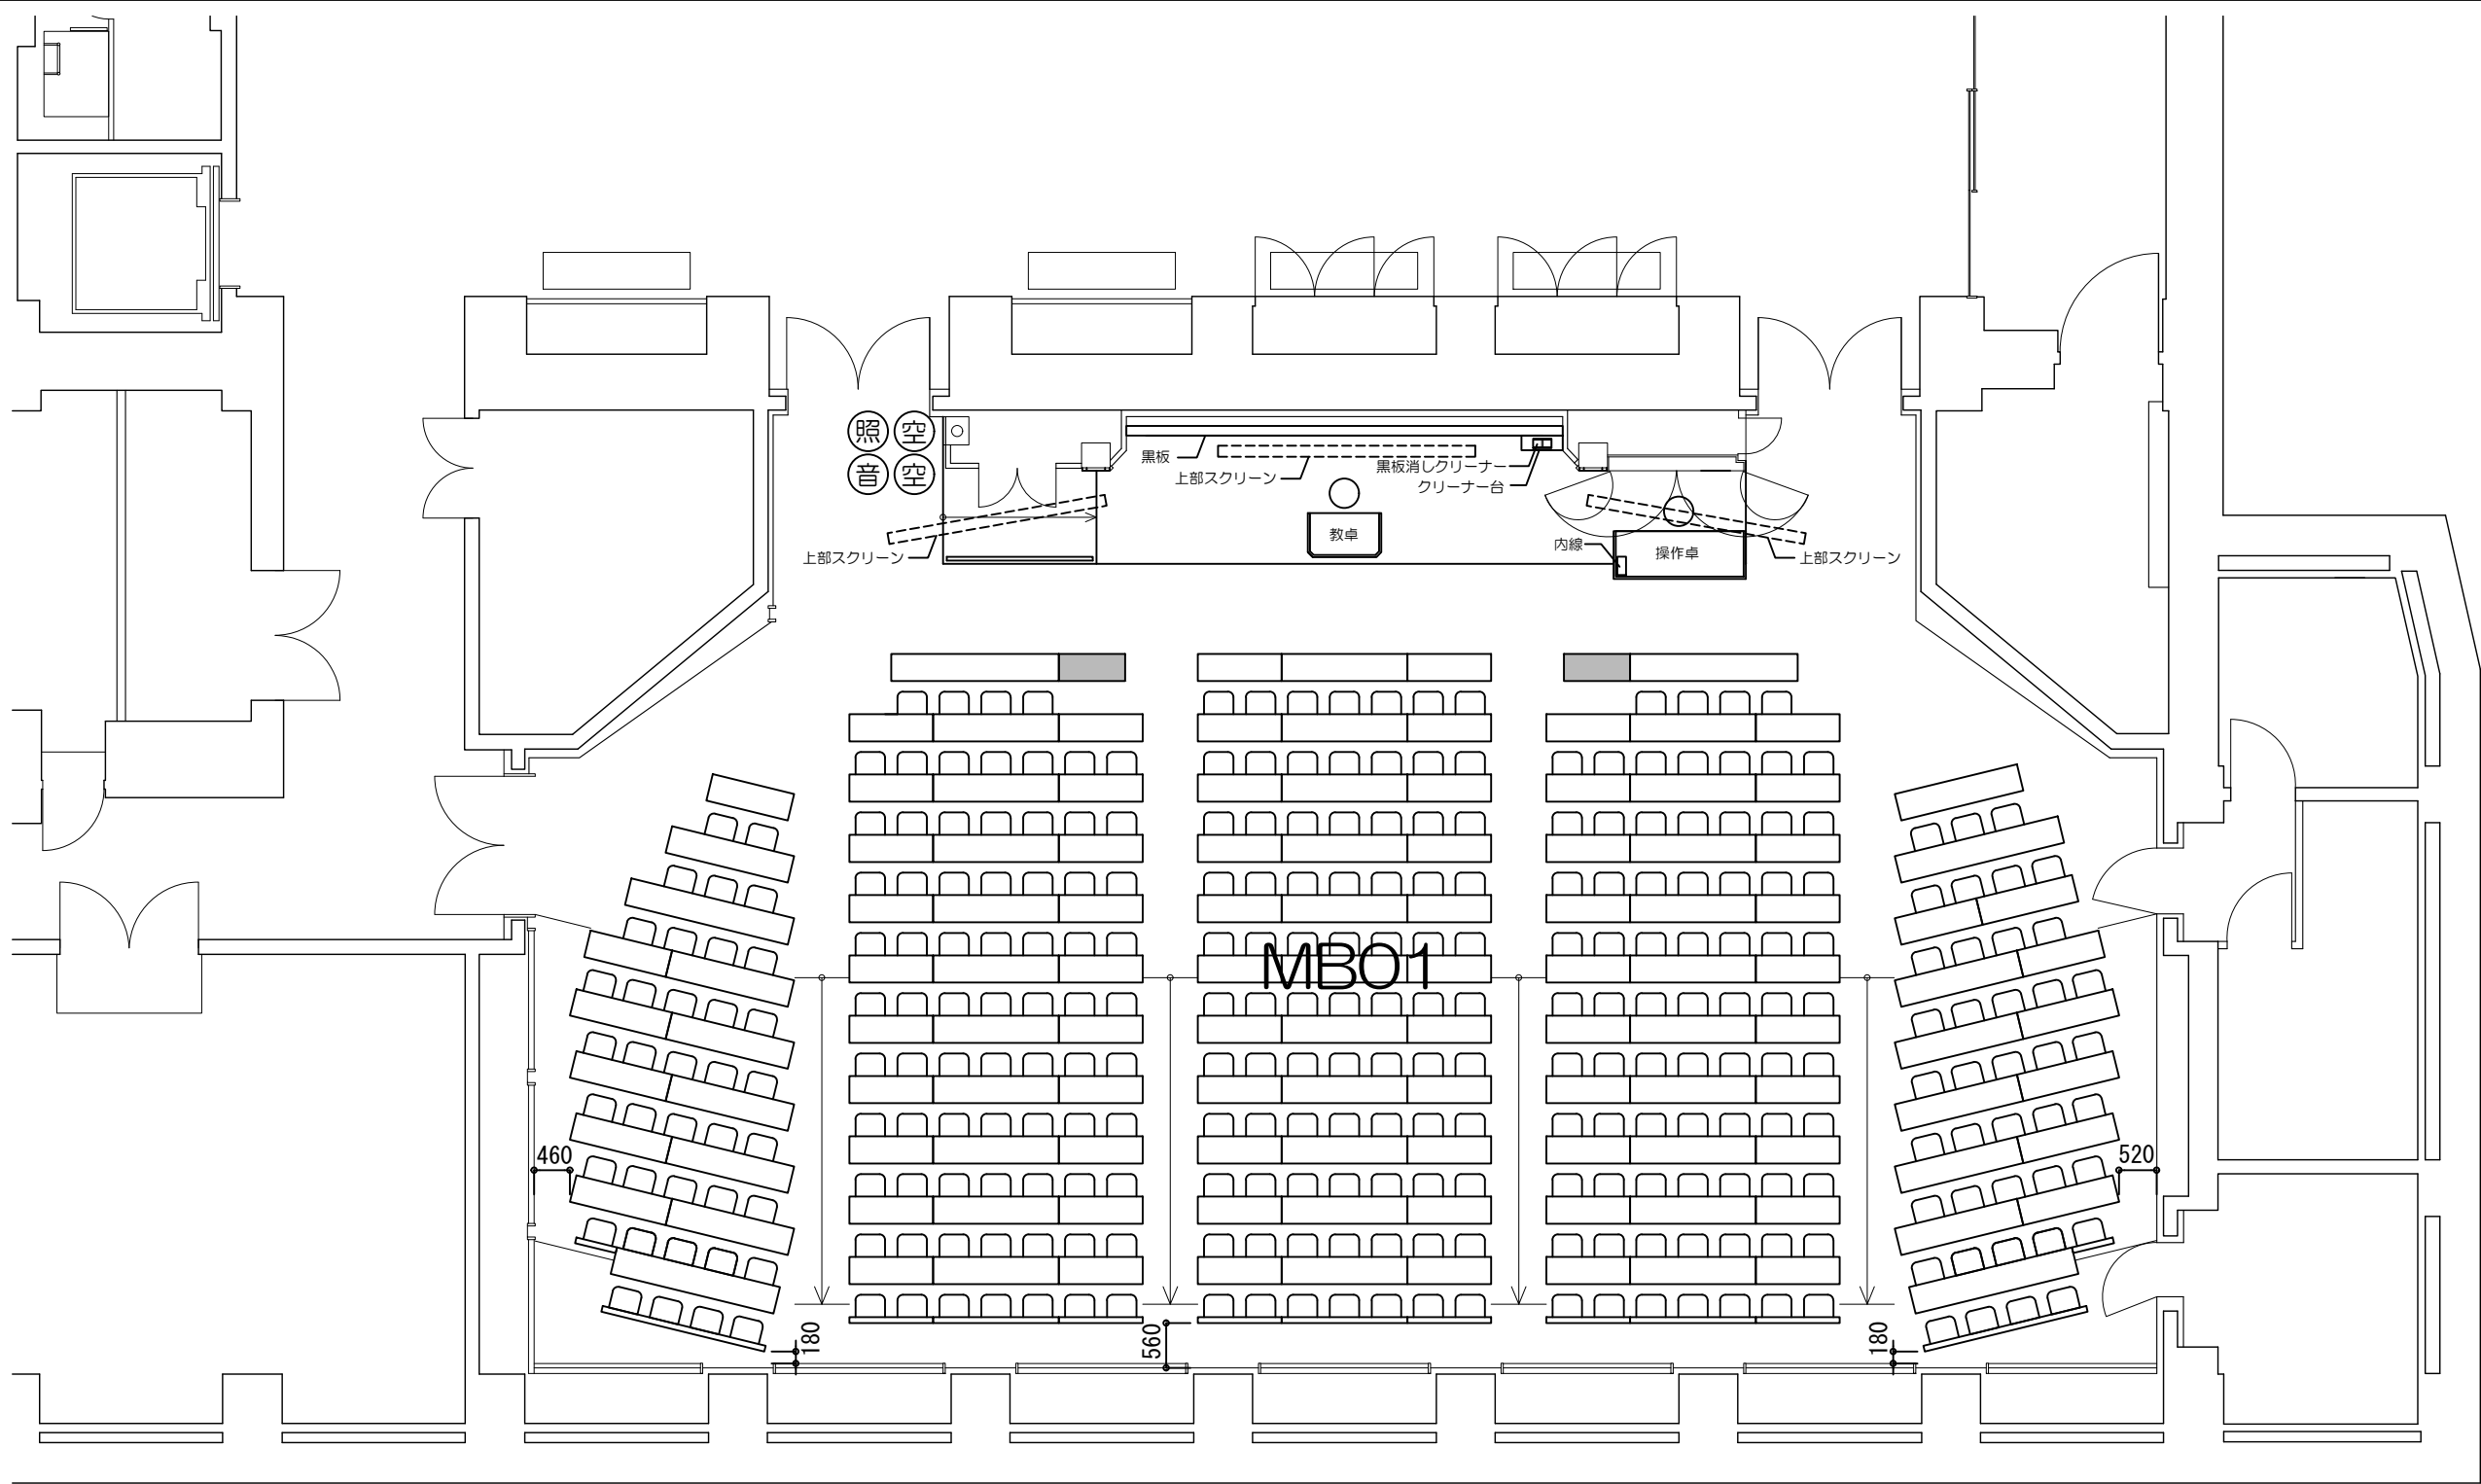 照 空
音 空
黒板
上部スクリーン
黒板消しクリーナー
クリーナー台
教卓
内線
操作卓
上部スクリーン
上部スクリーン
MB01
460
520
180
560
180